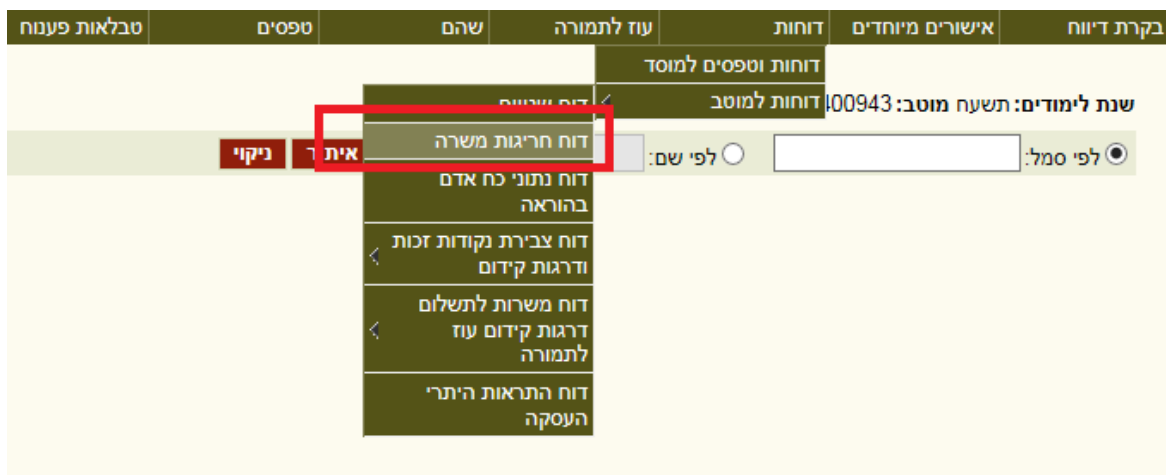 בקרת דיווח אישורים מיוחדים דוחות עוז לתמורה שהם טפסים טבלאות פענוח
דוחות וטפסים למוסד
דוחות למוטב
שנת לימודים: תשעח מוטב: 400943
דוח
דוח חריגות משרה
לפי סמל: לפי שם: ניקוי
דוח נתוני כח אדם
בהוראה
דוח צבירת נקודות זכות
ודרגות קידום
דוח משרות לתשלום
דרגות קידום עוז
לתמורה
דוח התראות היתרי
העסקה